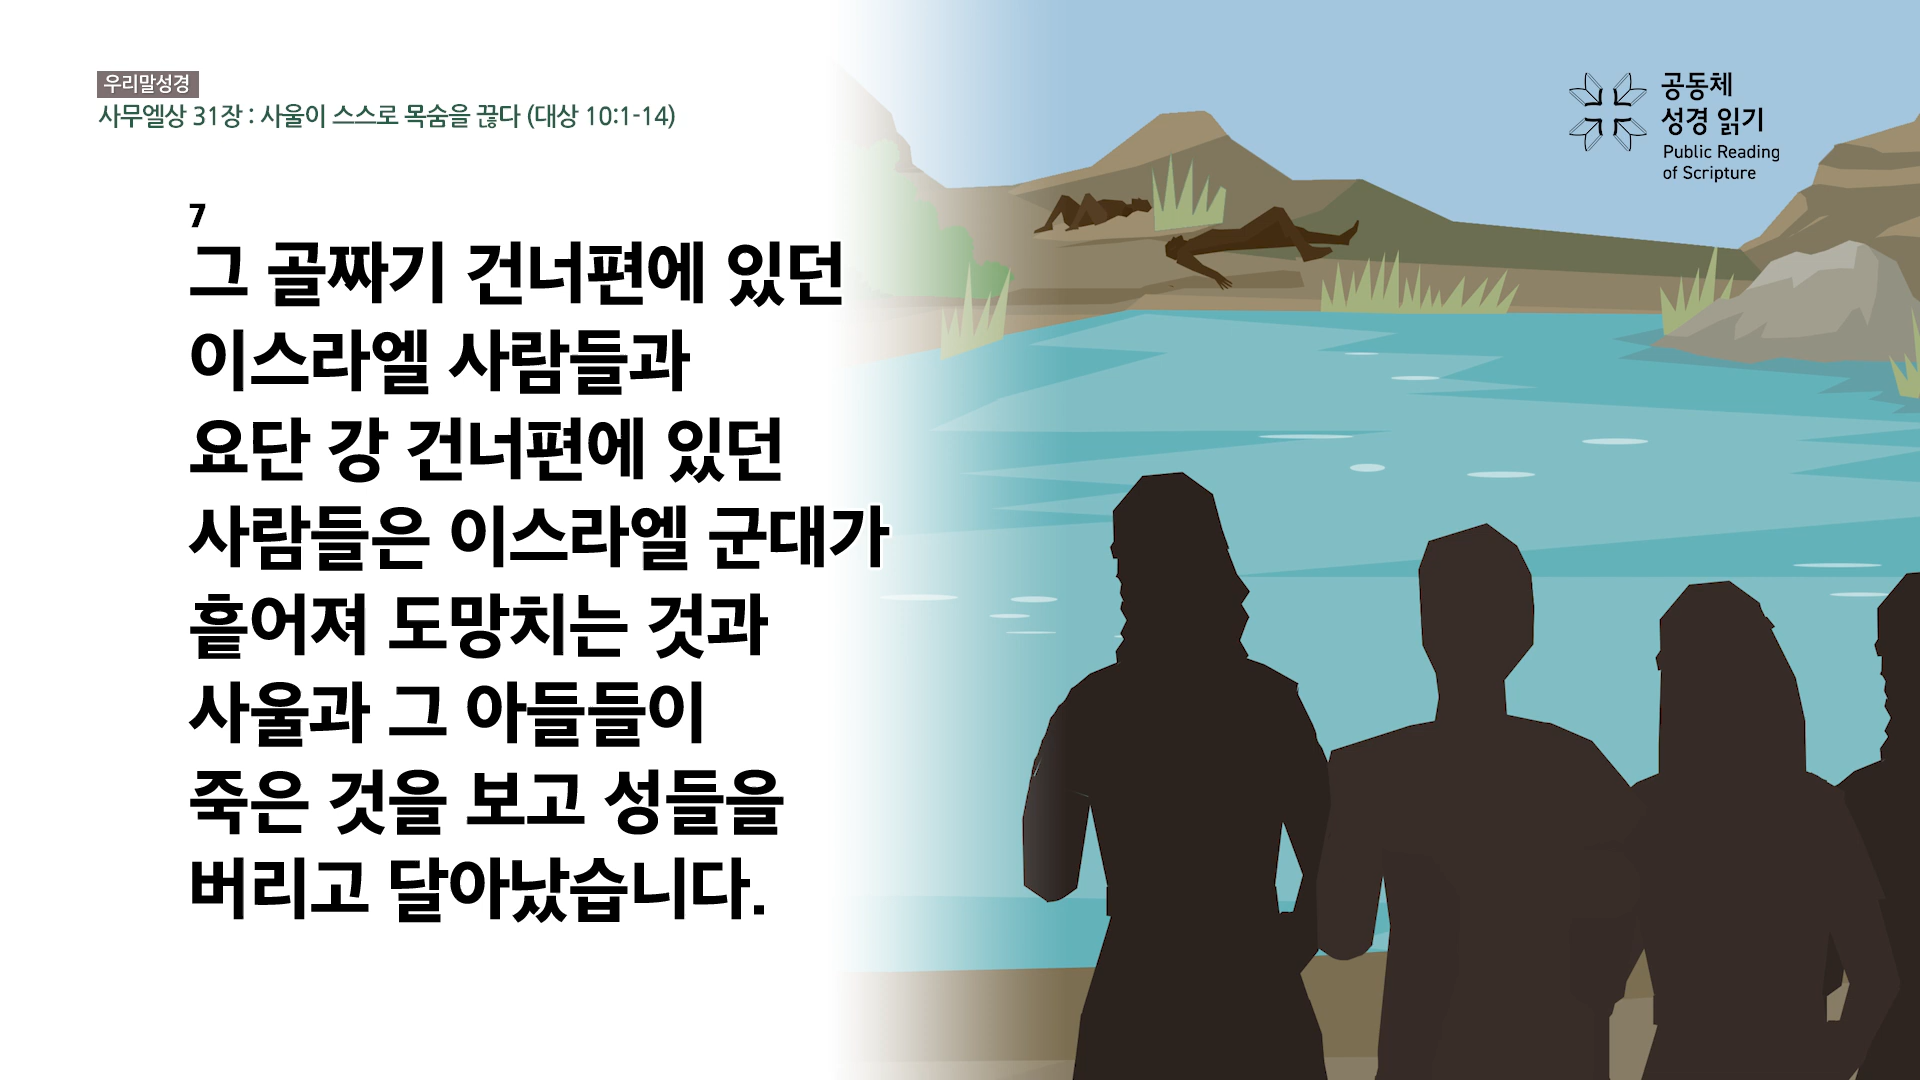 우리말성경
사무엘상 31장 : 사울이 스스로 목숨을 끊다 (대상 10:1-14)
공동체
성경 읽기
Public Reading
of Scripture
7
그 골짜기 건너편에 있던
이스라엘 사람들과
요단 강 건너편에 있던
사람들은 이스라엘 군대가
흩어져 도망치는 것과
사울과 그 아들들이
죽은 것을 보고 성들을
버리고 달아났습니다.